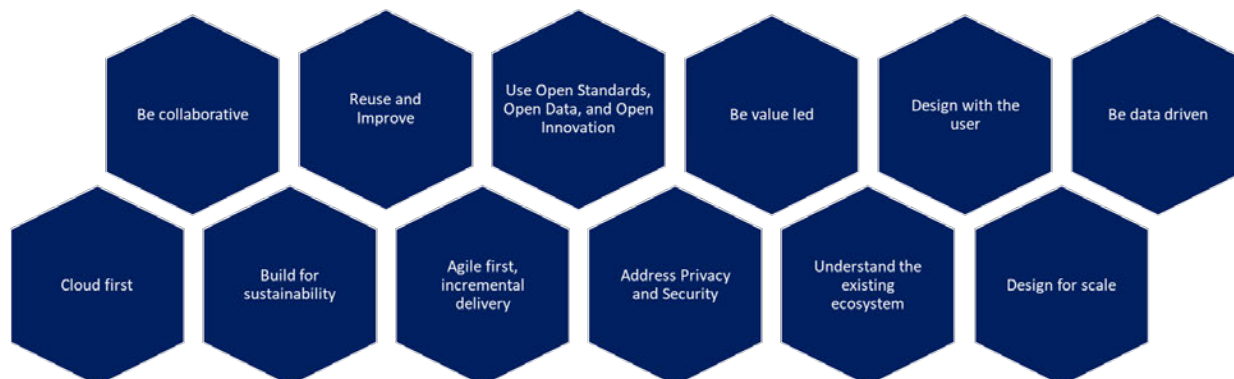 Be collaborative
Reuse and
Improve
Use Open Standards,
Open Data, and Open
Innovation
Be value led
Design with the
user
Be data driven
Cloud first
Build for
sustainability
Agile first,
incremental
delivery
Address Privacy
and Security
Understand the
existing
ecosystem
Design for scale